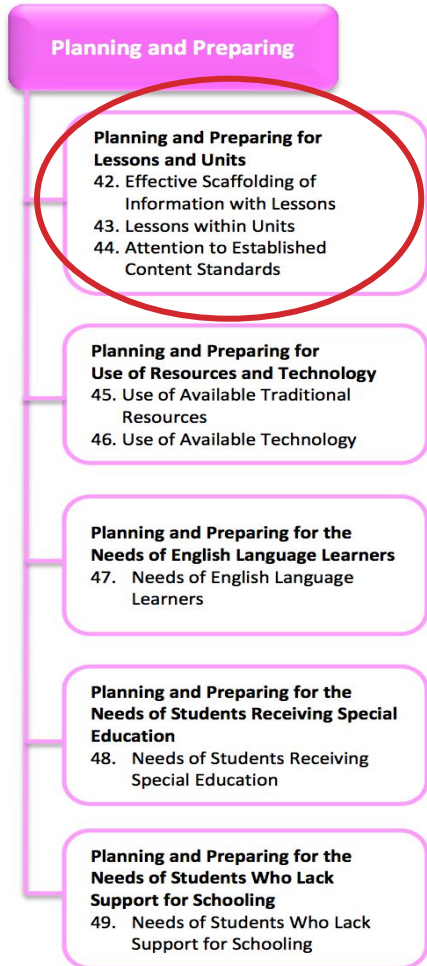 Planning and Preparing
Planning and Preparing for
Lessons and Units
42. Effective Scaffolding of
Information with Lessons
43. Lessons within Units
44. Attention to Established
Content Standards
Planning and Preparing for
Use of Resources and Technology
45. Use of Available Traditional
Resources
46. Use of Available Technology
Planning and Preparing for the
Needs of English Language Learners
47. Needs of English Language
Learners
Planning and Preparing for the
Needs of Students Receiving Special
Education
48. Needs of Students Receiving
Special Education
Planning and Preparing for the
Needs of Students Who Lack
Support for Schooling
49. Needs of Students Who Lack
Support for Schooling